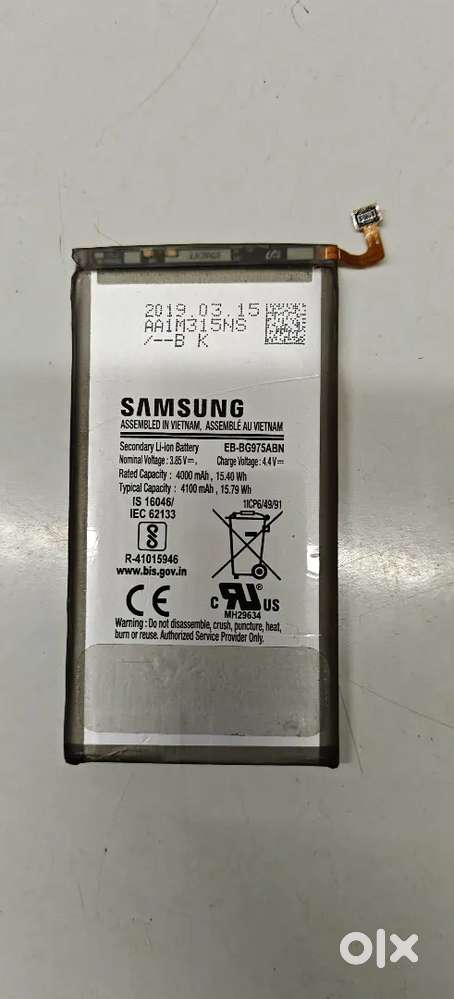 2019.03.15
AA1M315NS
/--B K
SAMSUNG
ASSEMBLED IN VIETNAM, ASSEMBLÉ AU VIETNAM
Secondary Li-ion Battery EB-BG975ABN
Nominal Voltage : 3.85 V⎓, Charge Voltage : 4.4 V⎓
Rated Capacity : 4000 mAh , 15.40 Wh
Typical Capacity : 4100 mAh , 15.79 Wh
IS 16046/ 1ICP6/49/91
IEC 62133
R-41015946
www.bis.gov.in
CE
C RU US
MH29634
Warning : Do not disassemble, crush, puncture, heat,
burn or reuse. Authorized Service Provider Only.
olx